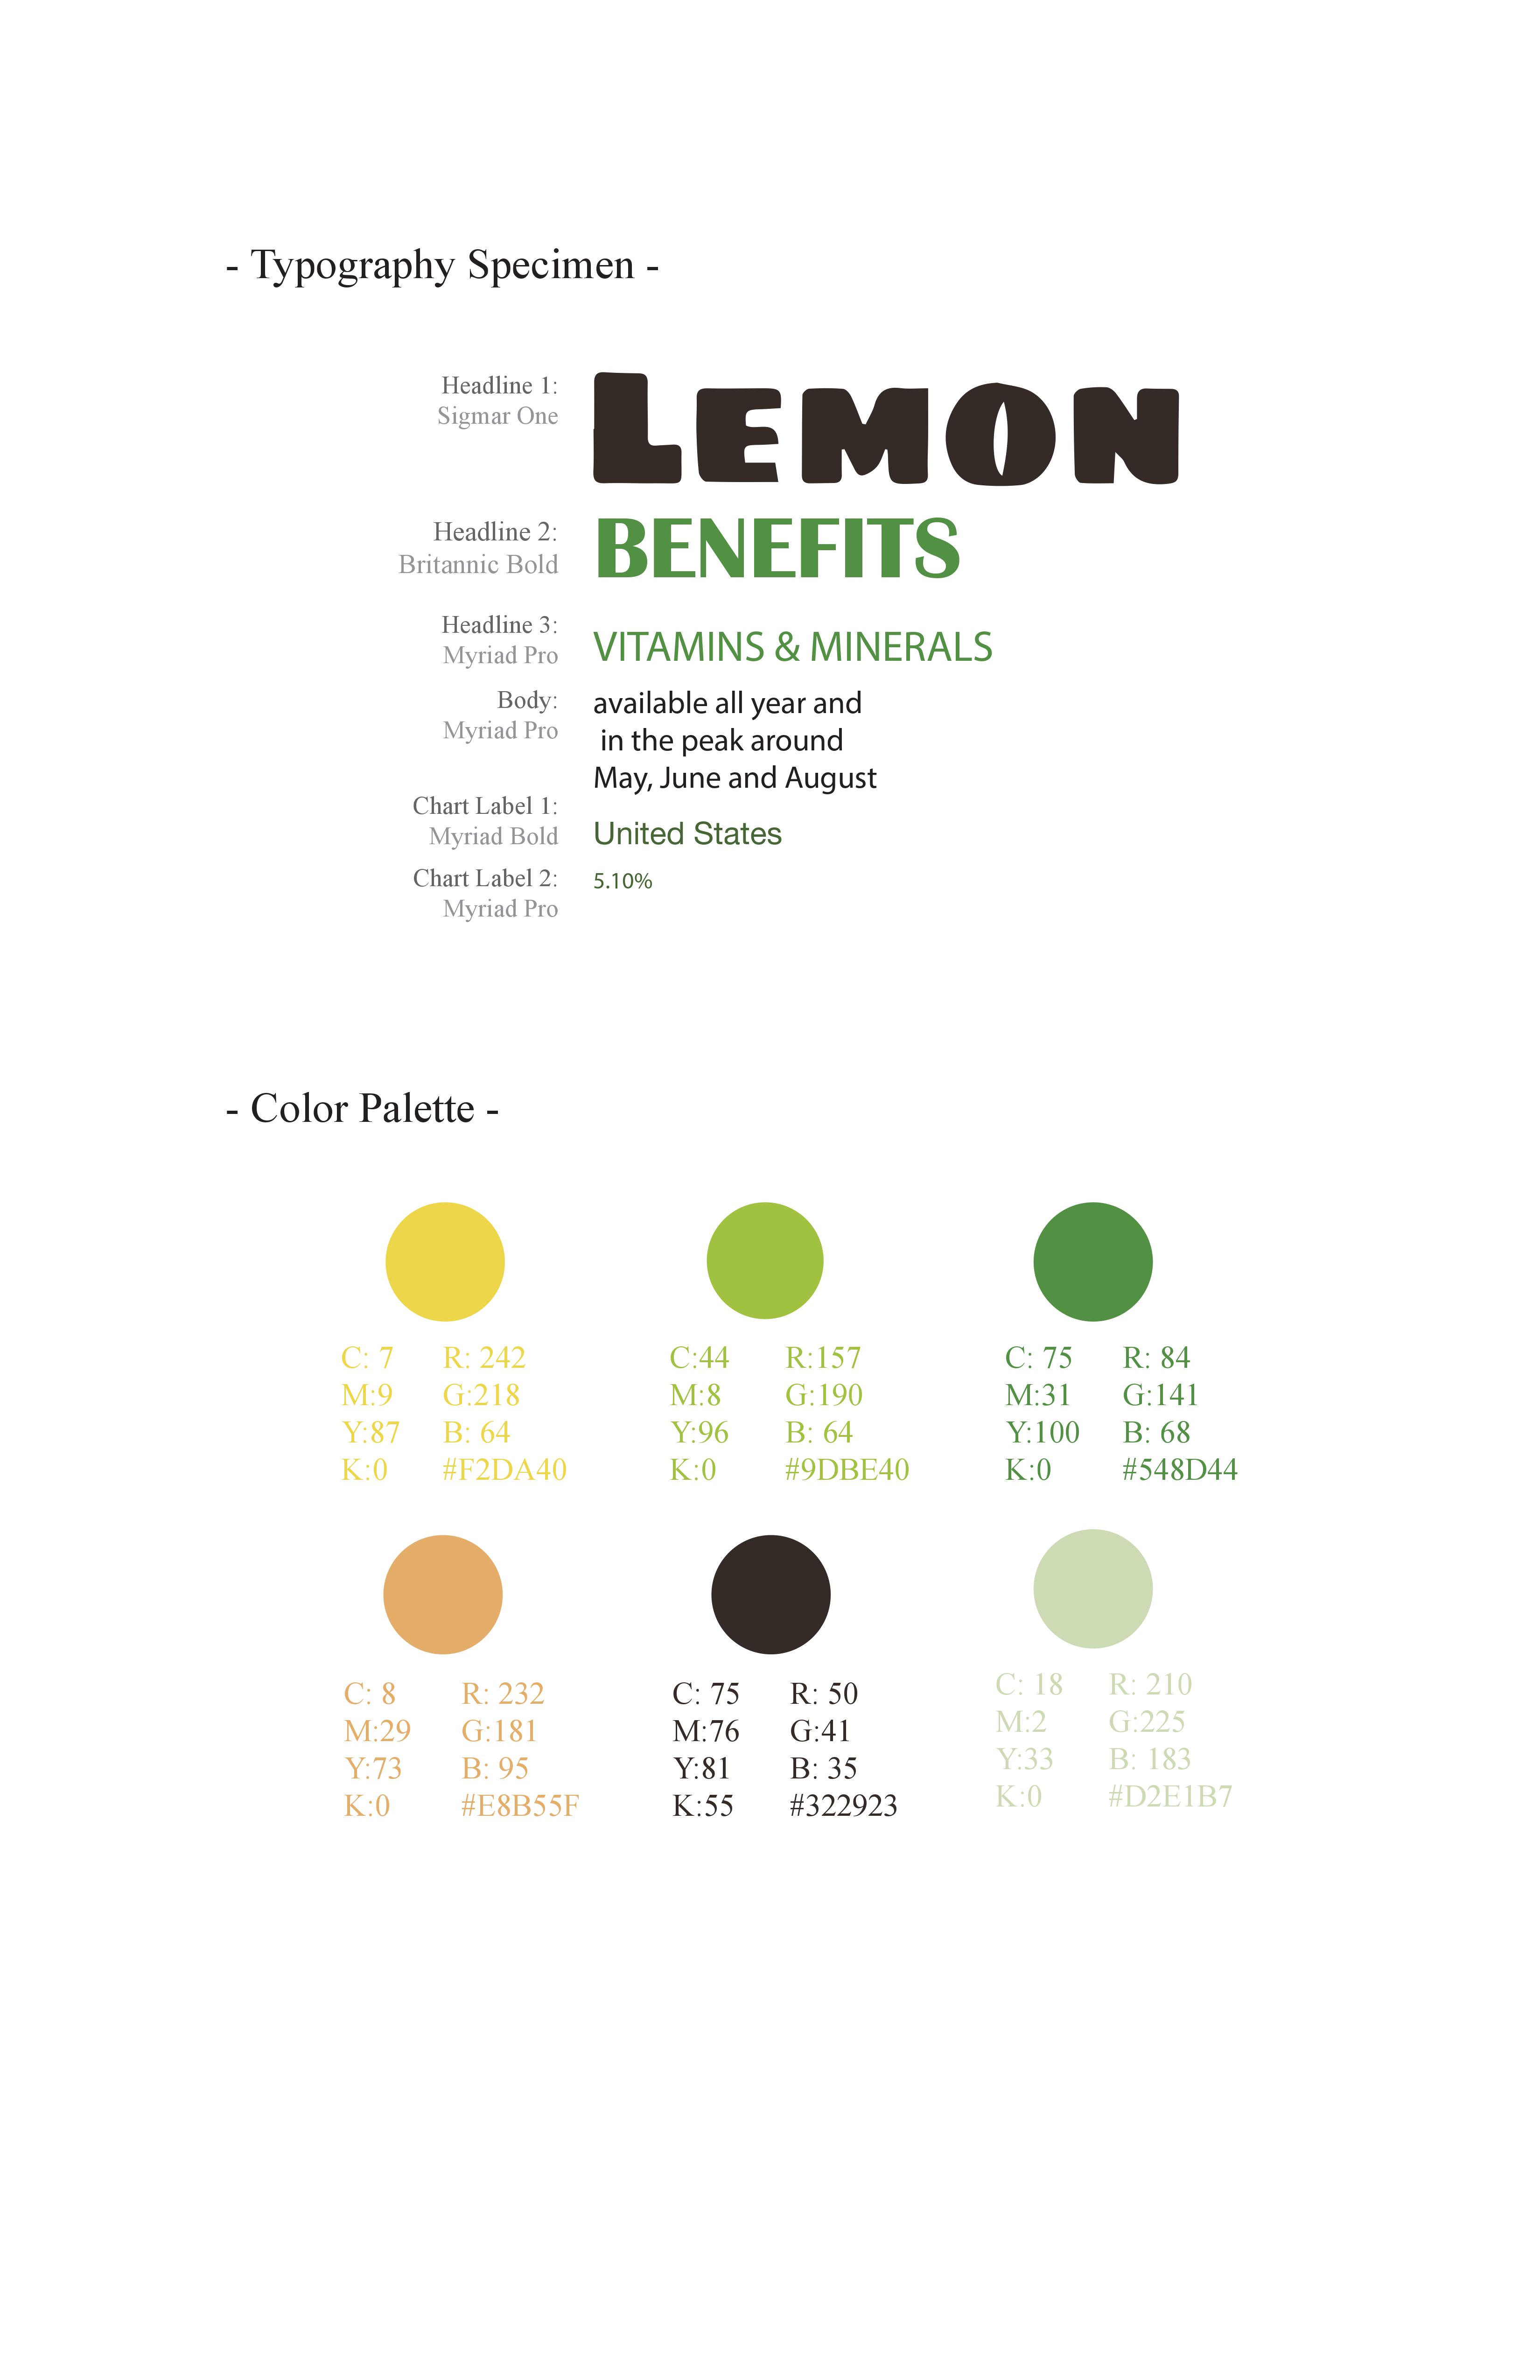 - Typography Specimen -
Headline 1:
Sigmar One
LEMON
Headline 2:
Britannic Bold
BENEFITS
Headline 3:
Myriad Pro
VITAMINS & MINERALS
Body:
Myriad Pro
available all year and
in the peak around
May, June and August
Chart Label 1:
Myriad Bold
United States
Chart Label 2:
Myriad Pro
5.10%
- Color Palette -
C: 7 R: 242
M:9 G:218
Y:87 B: 64
K:0 #F2DA40
C:44 R:157
M:8 G:190
Y:96 B: 64
K:0 #9DBE40
C: 75 R: 84
M:31 G:141
Y:100 B: 68
K:0 #548D44
C: 8 R: 232
M:29 G:181
Y:73 B: 95
K:0 #E8B55F
C: 75 R: 50
M:76 G:41
Y:81 B: 35
K:55 #322923
C: 18 R: 210
M:2 G:225
Y:33 B: 183
K:0 #D2E1B7